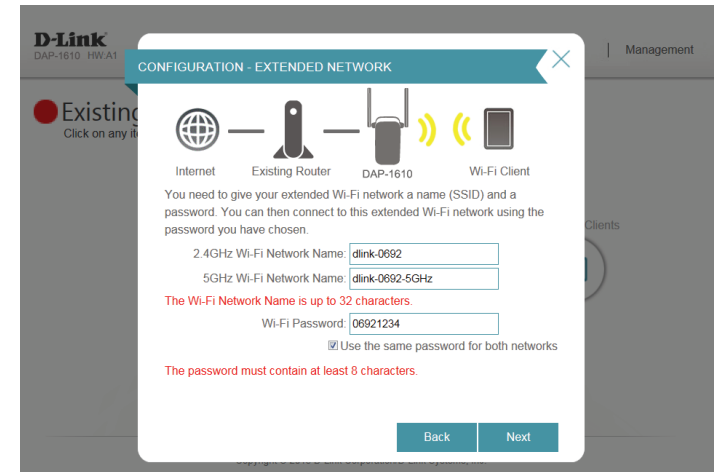 D-Link
DAP-1610 HW:A1
Management
CONFIGURATION - EXTENDED NETWORK
Existing
Click on any
Internet
Existing Router
DAP-1610
Wi-Fi Client
You need to give your extended Wi-Fi network a name (SSID) and a
password. You can then connect to this extended Wi-Fi network using the
password you have chosen.
Clients
2.4GHz Wi-Fi Network Name: dlink-0692
5GHz Wi-Fi Network Name: dlink-0692-5GHz
The Wi-Fi Network Name is up to 32 characters.
Wi-Fi Password: 06921234
Use the same password for both networks
The password must contain at least 8 characters.
Back
Next